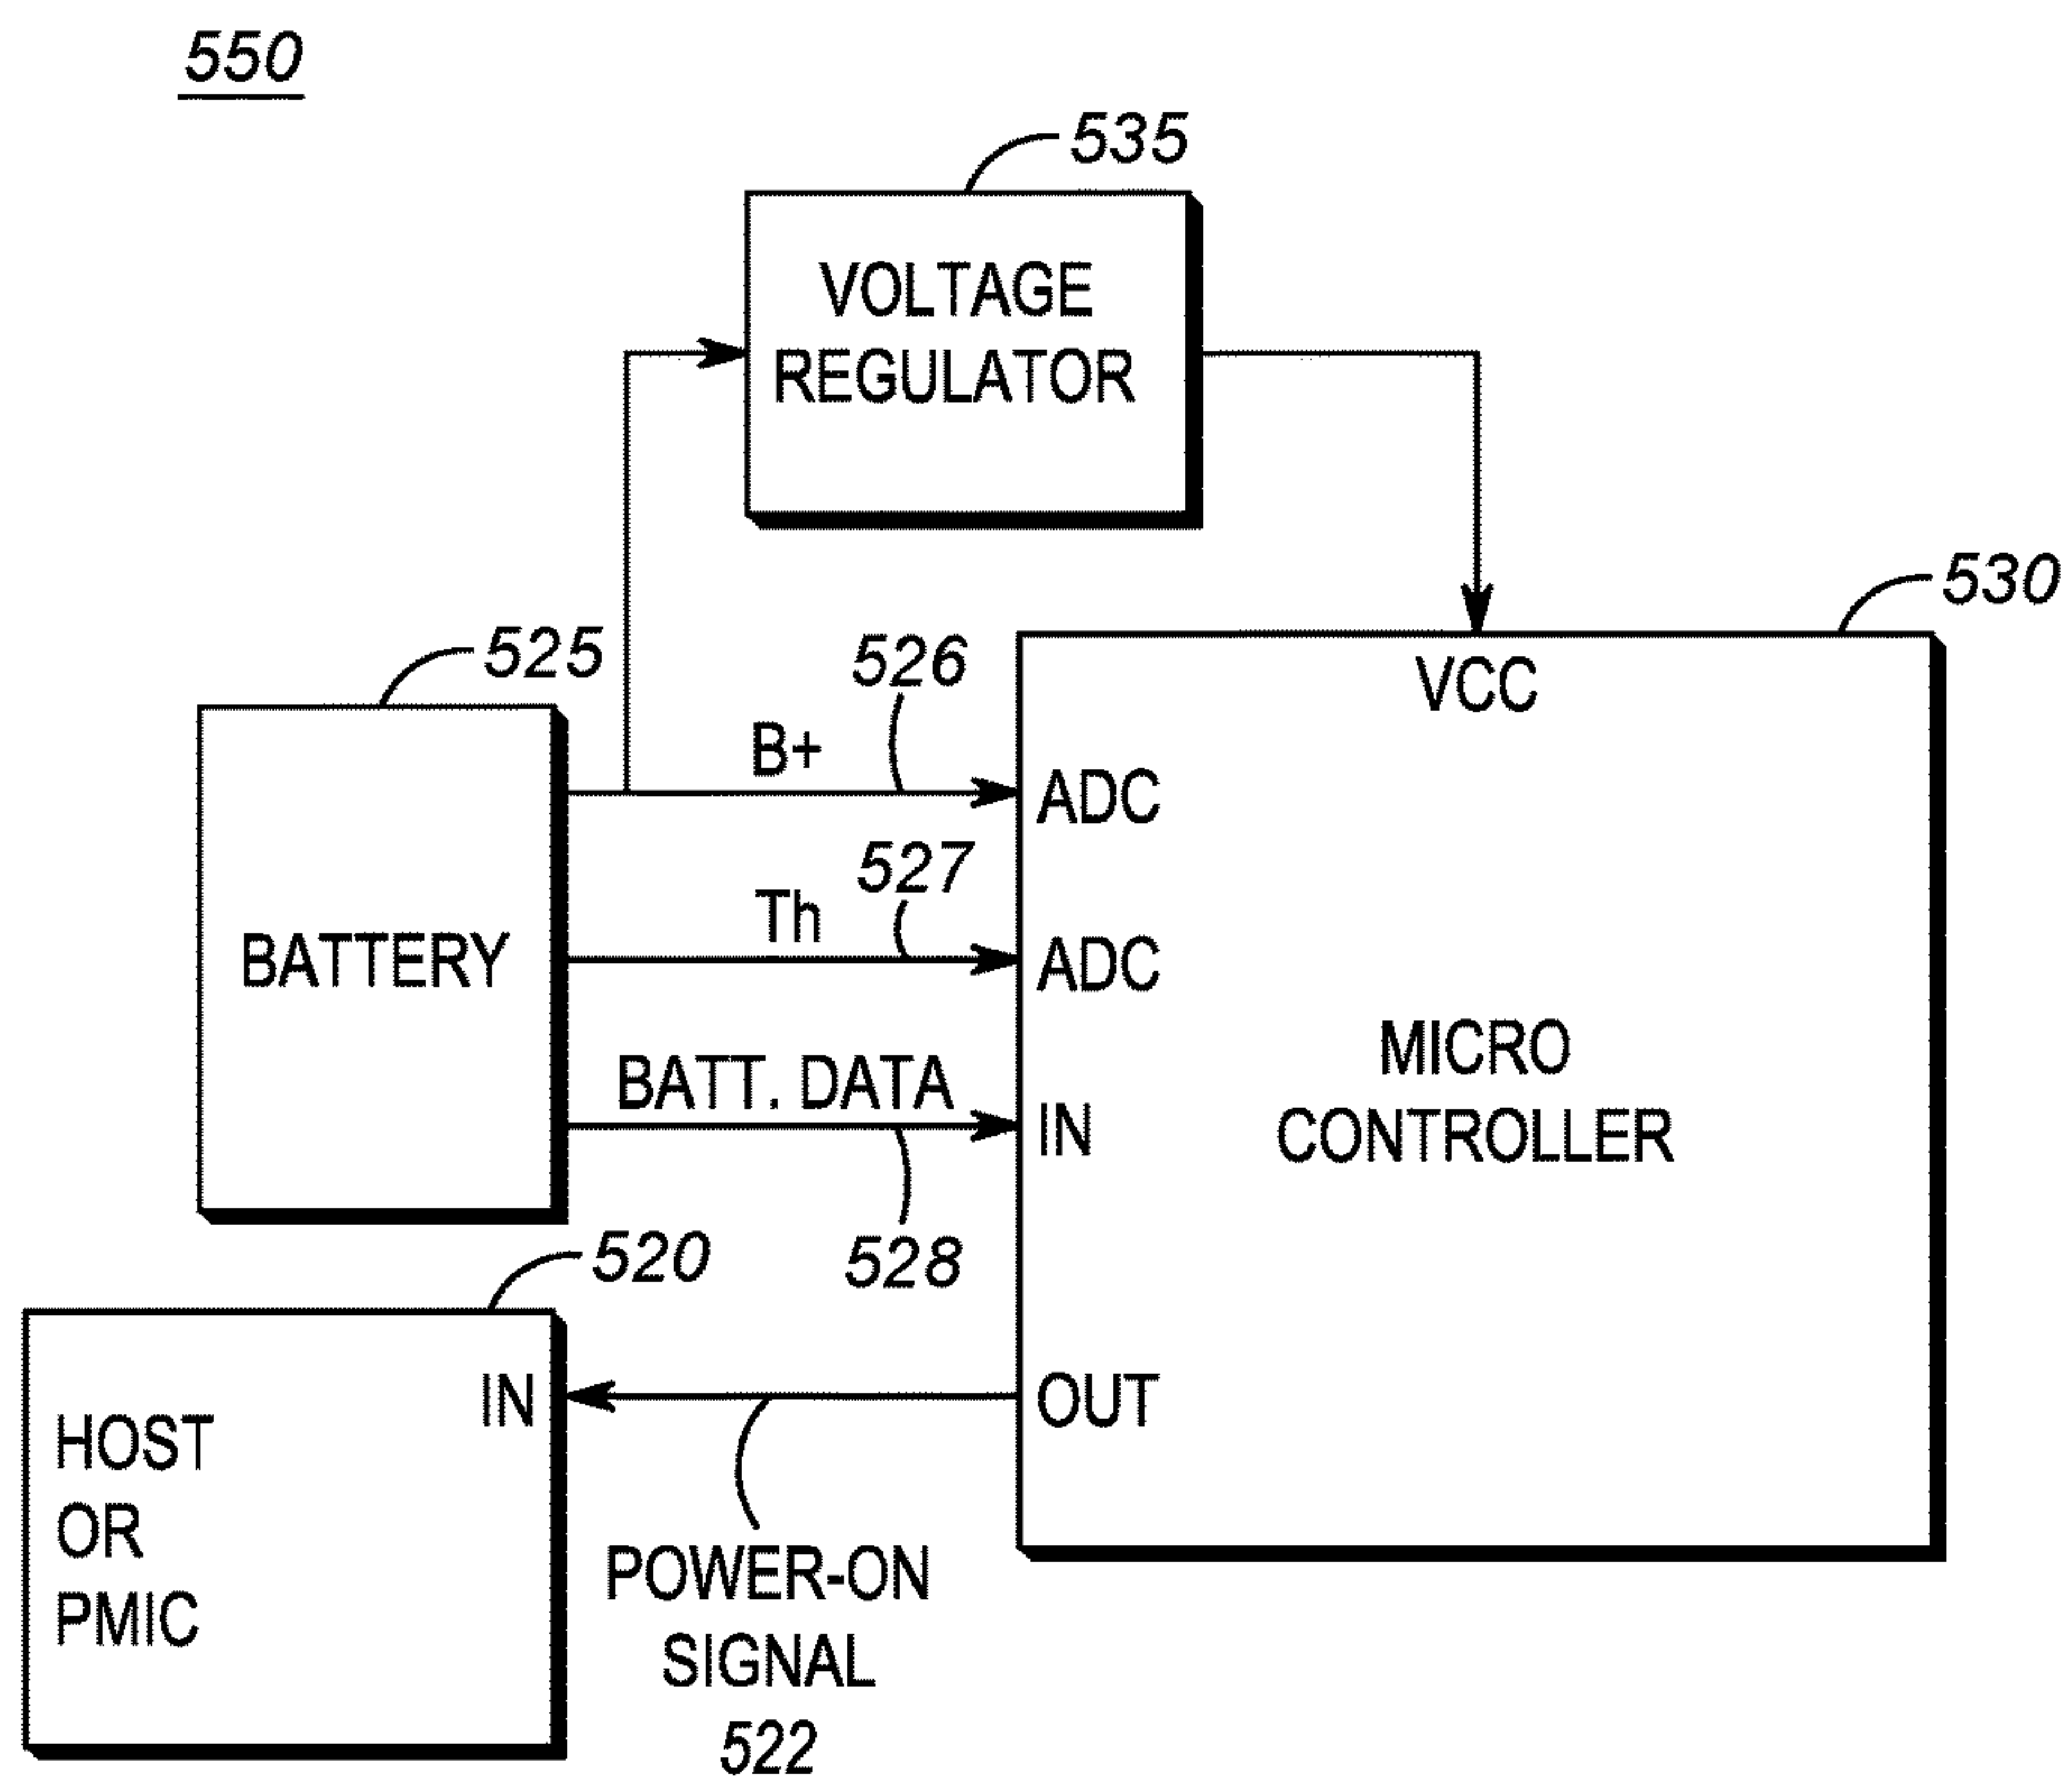 550
535
VOLTAGE
REGULATOR
530
525
526
B+
VCC
ADC
527
Th
ADC
BATTERY
BATT. DATA
IN
MICRO
CONTROLLER
528
520
IN
OUT
HOST
OR
PMIC
POWER-ON
SIGNAL
522